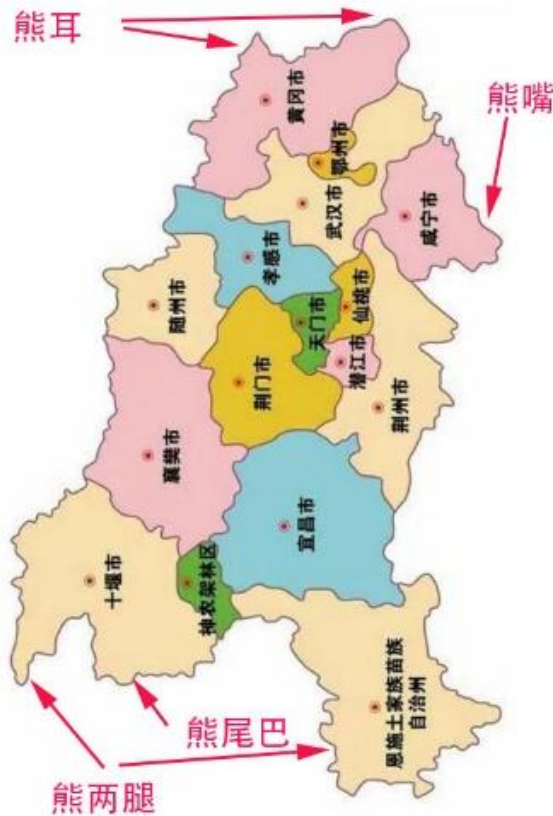 熊耳
熊嘴
黄冈市
鄂州市
武汉市
咸宁市
孝感市
随州市
天门市
仙桃市
潜江市
荆门市
荆州市
襄樊市
宜昌市
十堰市
神农架林区
恩施土家族苗族
自治州
熊尾巴
熊两腿